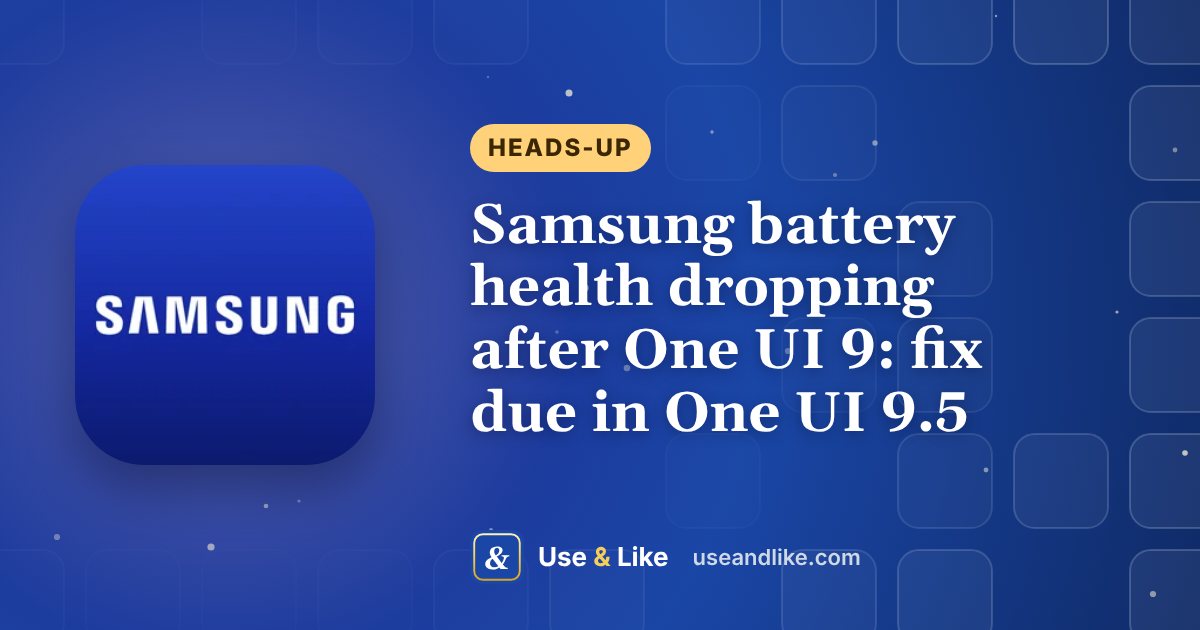 HEADS-UP
SAMSUNG
Samsung battery
health dropping
after One UI 9: fix
due in One UI 9.5
& Use & Like useandlike.com